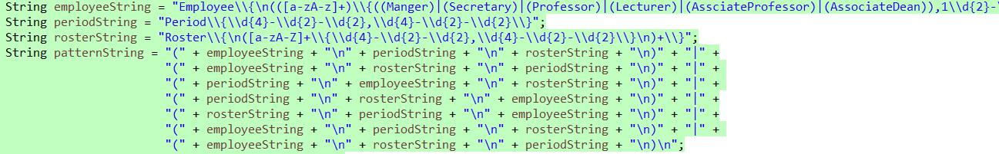 String employeeString = "Employee\\{\n(([a-zA-z]+)\\{((Manger)|(Secretary)|(Professor)|(Lecturer)|(AssciateProfessor)|(AssociateDean)),1\\d{2}-
String periodString = "Period\\{\\d{4}-\\d{2}-\\d{2},\\d{4}-\\d{2}-\\d{2}\\}";
String rosterString = "Roster\\{\n([a-zA-Z]+\\{\\d{4}-\\d{2}-\\d{2},\\d{4}-\\d{2}-\\d{2}\\}\n)+\\}";
String patternString = "(" + employeeString + "\n" + periodString + "\n" + rosterString + "\n)" + "|" +
"(" + employeeString + "\n" + rosterString + "\n" + periodString + "\n)" + "|" +
"(" + periodString + "\n" + employeeString + "\n" + rosterString + "\n)" + "|" +
"(" + periodString + "\n" + rosterString + "\n" + employeeString + "\n)" + "|" +
"(" + rosterString + "\n" + periodString + "\n" + employeeString + "\n)" + "|" +
"(" + employeeString + "\n" + periodString + "\n" + rosterString + "\n)" + "|" +
"(" + employeeString + "\n" + rosterString + "\n" + periodString + "\n)\n";